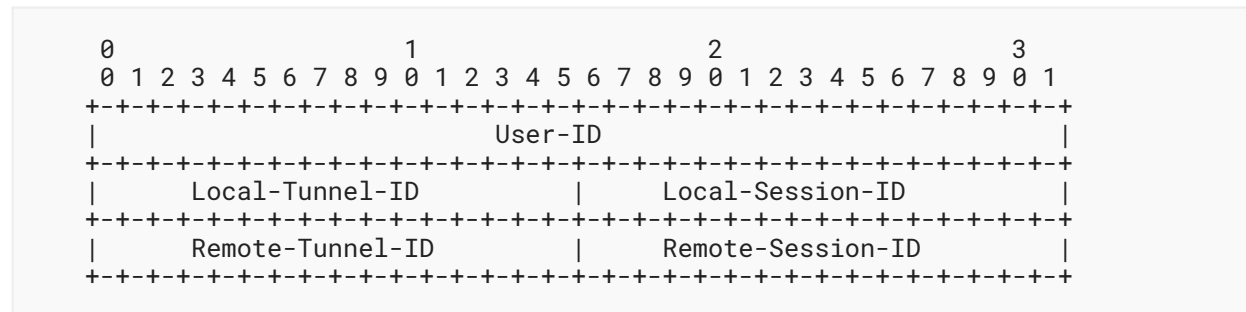 0                   1                   2                   3
0 1 2 3 4 5 6 7 8 9 0 1 2 3 4 5 6 7 8 9 0 1 2 3 4 5 6 7 8 9 0 1
+-+-+-+-+-+-+-+-+-+-+-+-+-+-+-+-+-+-+-+-+-+-+-+-+-+-+-+-+-+-+-+-+
|                          User-ID                              |
+-+-+-+-+-+-+-+-+-+-+-+-+-+-+-+-+-+-+-+-+-+-+-+-+-+-+-+-+-+-+-+-+
|      Local-Tunnel-ID          |     Local-Session-ID          |
+-+-+-+-+-+-+-+-+-+-+-+-+-+-+-+-+-+-+-+-+-+-+-+-+-+-+-+-+-+-+-+-+
|      Remote-Tunnel-ID         |     Remote-Session-ID         |
+-+-+-+-+-+-+-+-+-+-+-+-+-+-+-+-+-+-+-+-+-+-+-+-+-+-+-+-+-+-+-+-+